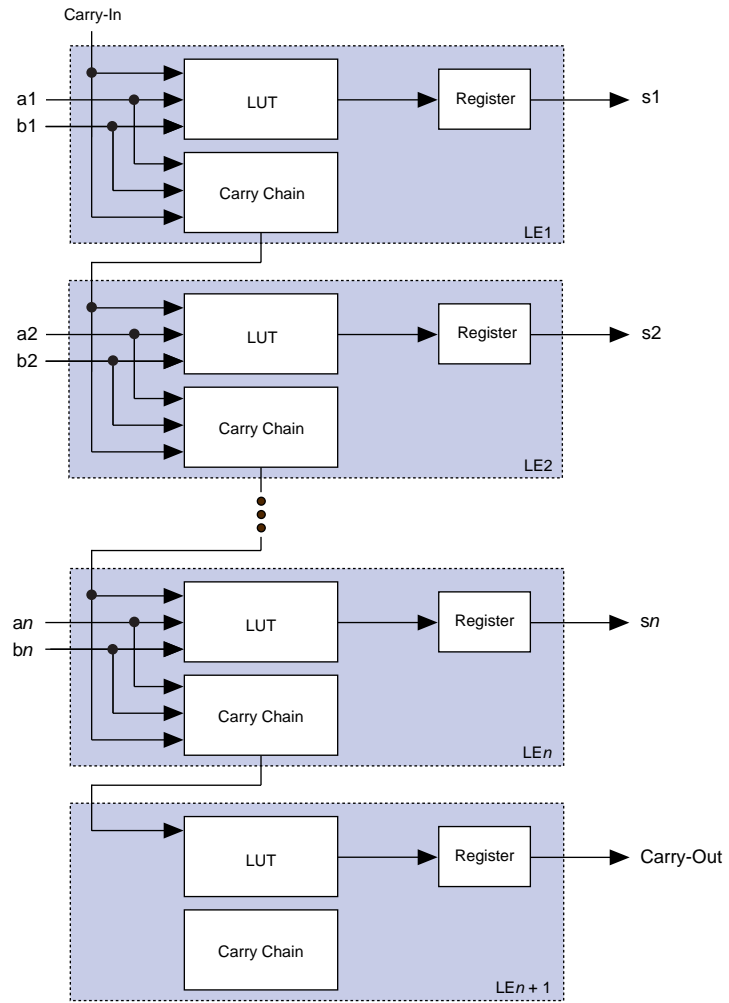 Carry-In
a1
b1
LUT
Register
s1
Carry Chain
LE1
a2
b2
LUT
Register
s2
Carry Chain
LE2
an
bn
LUT
Register
sn
Carry Chain
LEn
LUT
Register
Carry-Out
Carry Chain
LEn + 1